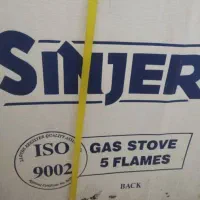 SINJER
ISO
9002
GAS STOVE
5 FLAMES
BACK